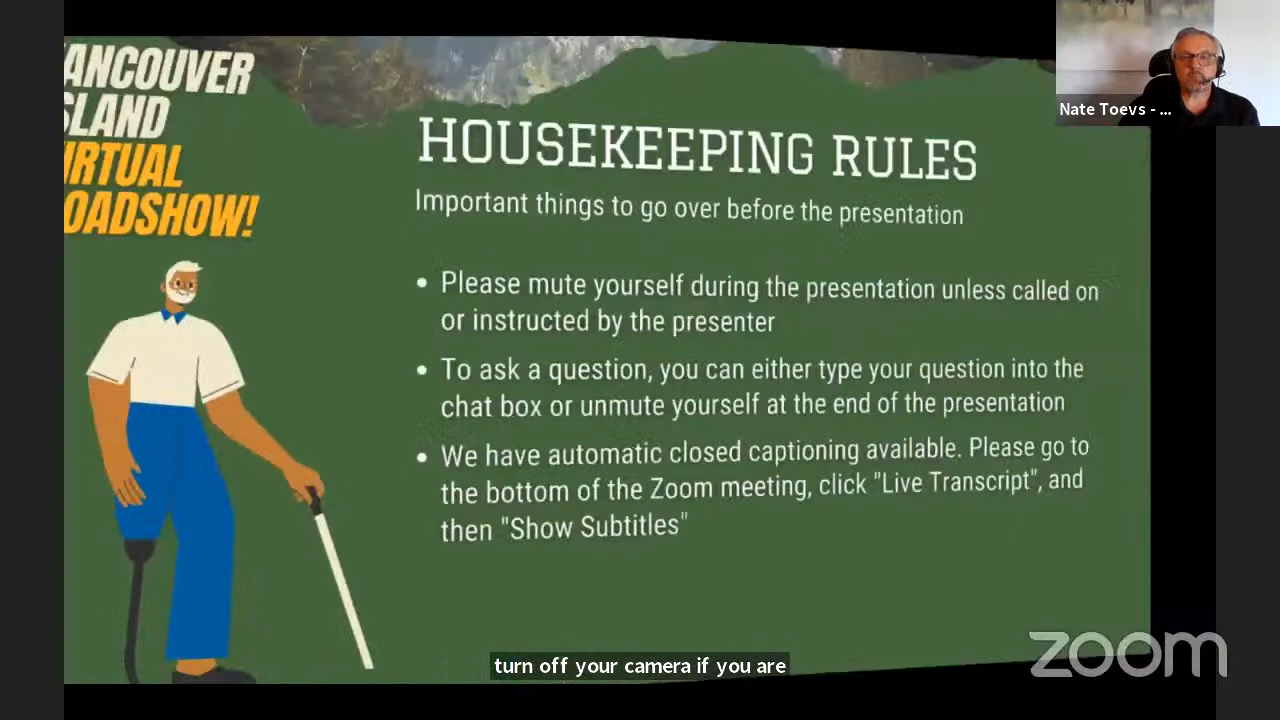 ANCOUVER
SLAND
IRTUAL
OADSHOW!
HOUSEKEEPING RULES
Important things to go over before the presentation
• Please mute yourself during the presentation unless called on
or instructed by the presenter
• To ask a question, you can either type your question into the
chat box or unmute yourself at the end of the presentation
• We have automatic closed captioning available. Please go to
the bottom of the Zoom meeting, click "Live Transcript", and
then "Show Subtitles"
Nate Toevs - ...
turn off your camera if you are
zoom